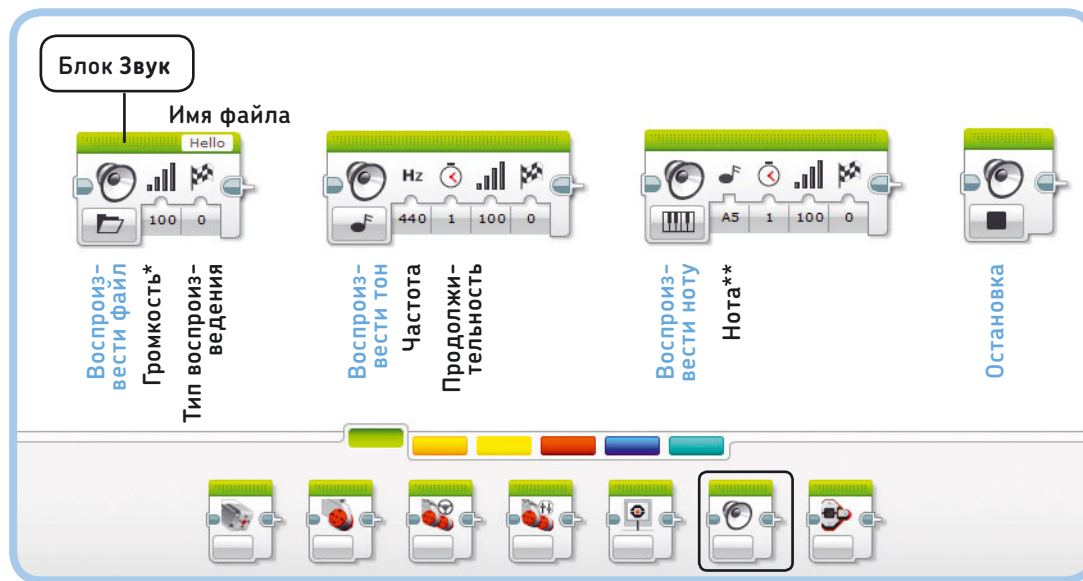 Блок Звук
Имя файла
Hello
100 0
Hz
440 1 100 0
A5 1 100 0
Воспроиз-
вести файл
Громкость*
Тип воспроиз-
ведения
Воспроиз-
вести тон
Частота
Продолжи-
тельность
Воспроиз-
вести ноту
Нота**
Остановка